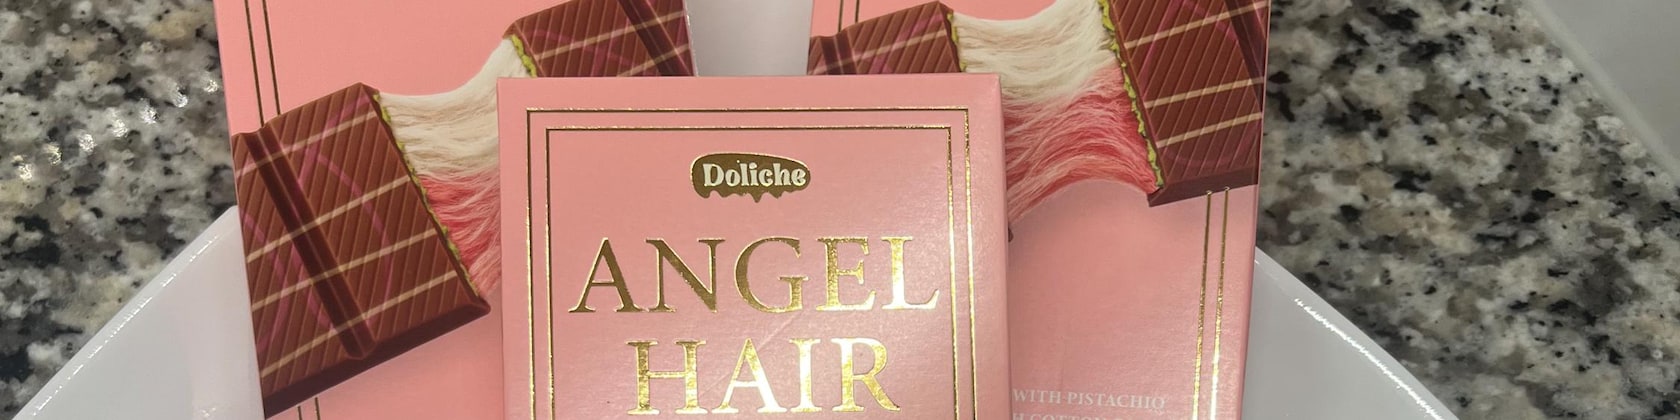 Doliche
ANGEL
HAIR
WITH PISTACHIO